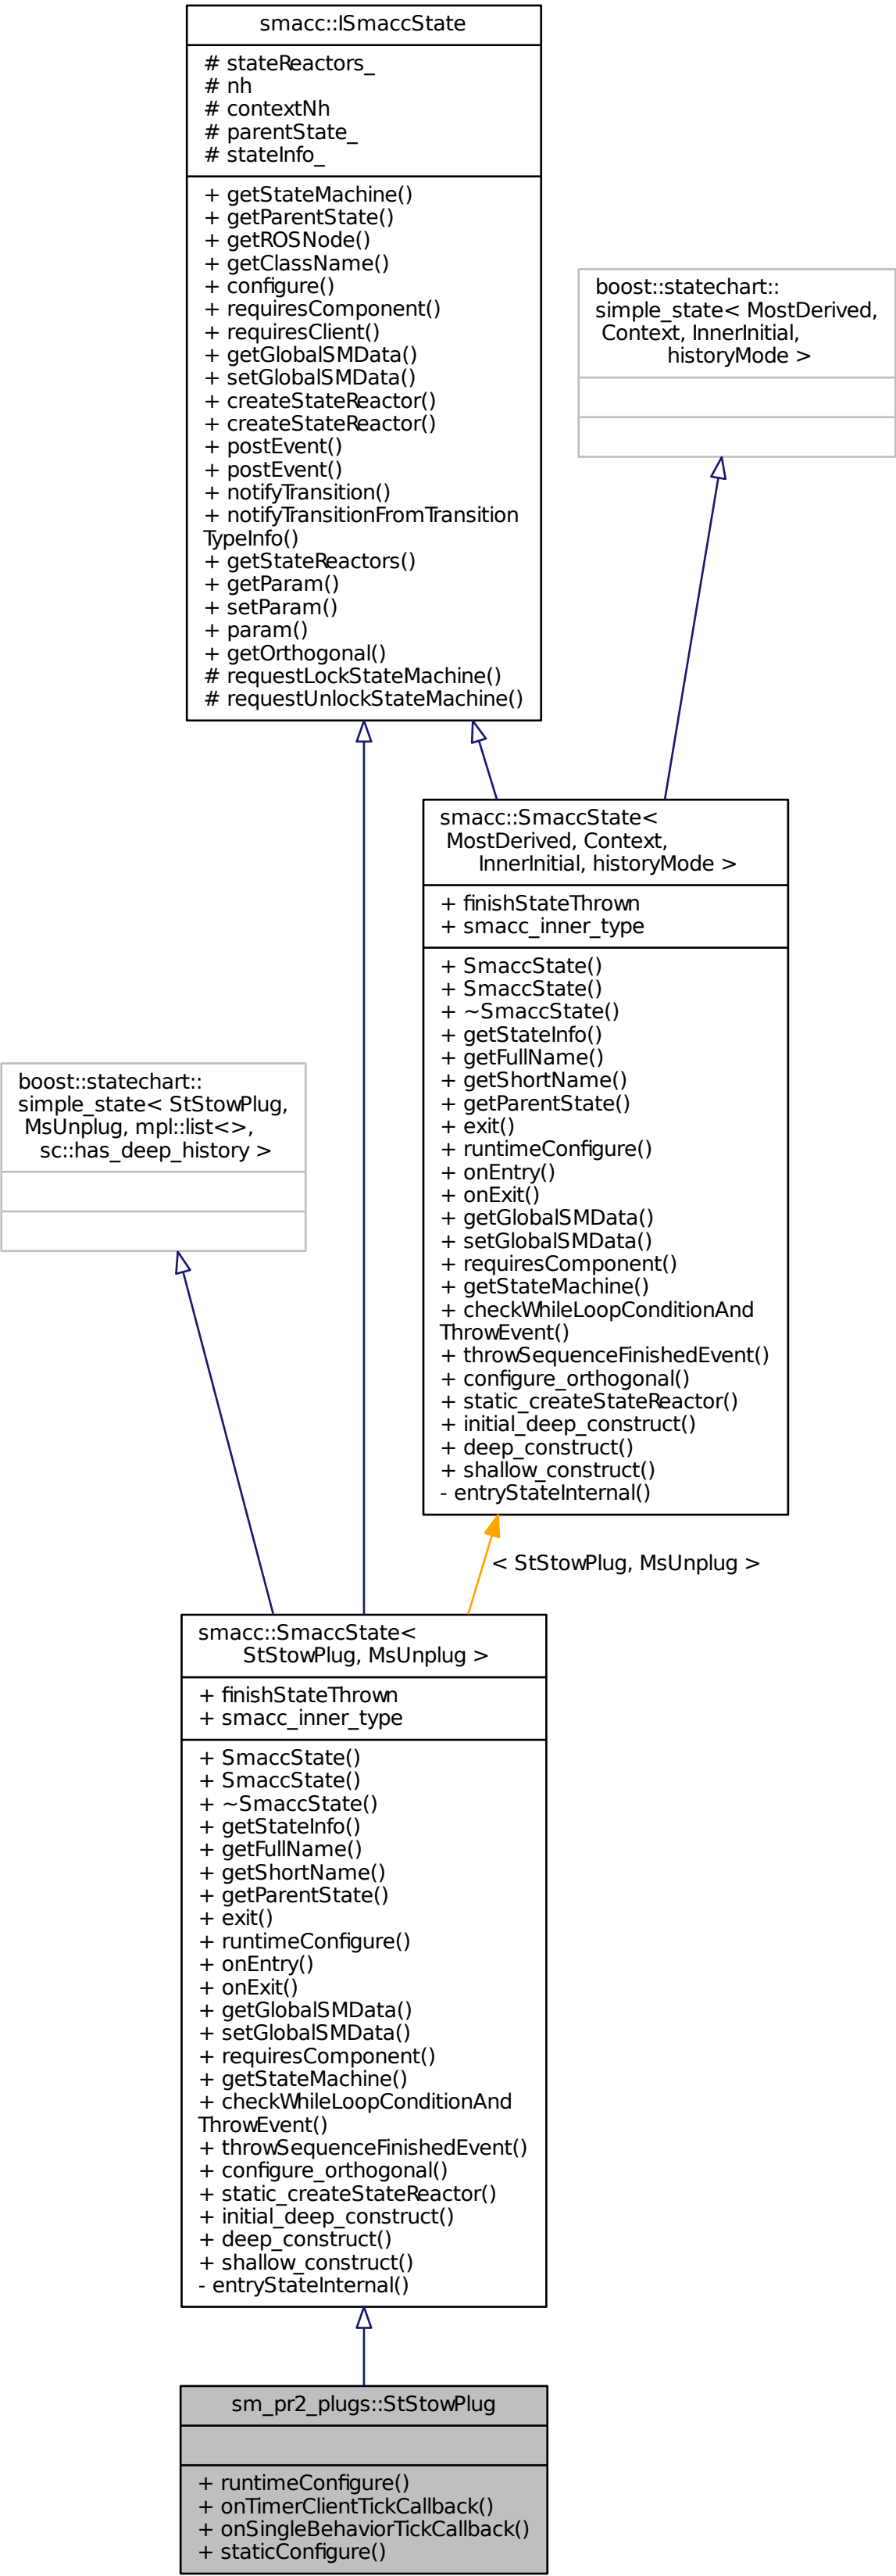 smacc::ISmaccState
# stateReactors_
# nh
# contextNh
# parentState_
# stateInfo_
+ getStateMachine()
+ getParentState()
+ getROSNode()
+ getClassName()
+ configure()
+ requiresComponent()
+ requiresClient()
+ getGlobalSMData()
+ setGlobalSMData()
+ createStateReactor()
+ createStateReactor()
+ postEvent()
+ postEvent()
+ notifyTransition()
+ notifyTransitionFromTransition
TypeInfo()
+ getStateReactors()
+ getParam()
+ setParam()
+ param()
+ getOrthogonal()
# requestLockStateMachine()
# requestUnlockStateMachine()
boost::statechart::
simple_state< MostDerived,
Context, InnerInitial,
historyMode >
smacc::SmaccState<
MostDerived, Context,
InnerInitial, historyMode >
+ finishStateThrown
+ smacc_inner_type
+ SmaccState()
+ SmaccState()
+ ~SmaccState()
+ getStateInfo()
+ getFullName()
+ getShortName()
+ getParentState()
+ exit()
+ runtimeConfigure()
+ onEntry()
+ onExit()
+ getGlobalSMData()
+ setGlobalSMData()
+ requiresComponent()
+ getStateMachine()
+ checkWhileLoopConditionAnd
ThrowEvent()
+ throwSequenceFinishedEvent()
+ configure_orthogonal()
+ static_createStateReactor()
+ initial_deep_construct()
+ deep_construct()
+ shallow_construct()
- entryStateInternal()
boost::statechart::
simple_state< StStowPlug,
MsUnplug, mpl::list<>,
sc::has_deep_history >
< StStowPlug, MsUnplug >
smacc::SmaccState<
StStowPlug, MsUnplug >
+ finishStateThrown
+ smacc_inner_type
+ SmaccState()
+ SmaccState()
+ ~SmaccState()
+ getStateInfo()
+ getFullName()
+ getShortName()
+ getParentState()
+ exit()
+ runtimeConfigure()
+ onEntry()
+ onExit()
+ getGlobalSMData()
+ setGlobalSMData()
+ requiresComponent()
+ getStateMachine()
+ checkWhileLoopConditionAnd
ThrowEvent()
+ throwSequenceFinishedEvent()
+ configure_orthogonal()
+ static_createStateReactor()
+ initial_deep_construct()
+ deep_construct()
+ shallow_construct()
- entryStateInternal()
sm_pr2_plugs::StStowPlug
+ runtimeConfigure()
+ onTimerClientTickCallback()
+ onSingleBehaviorTickCallback()
+ staticConfigure()